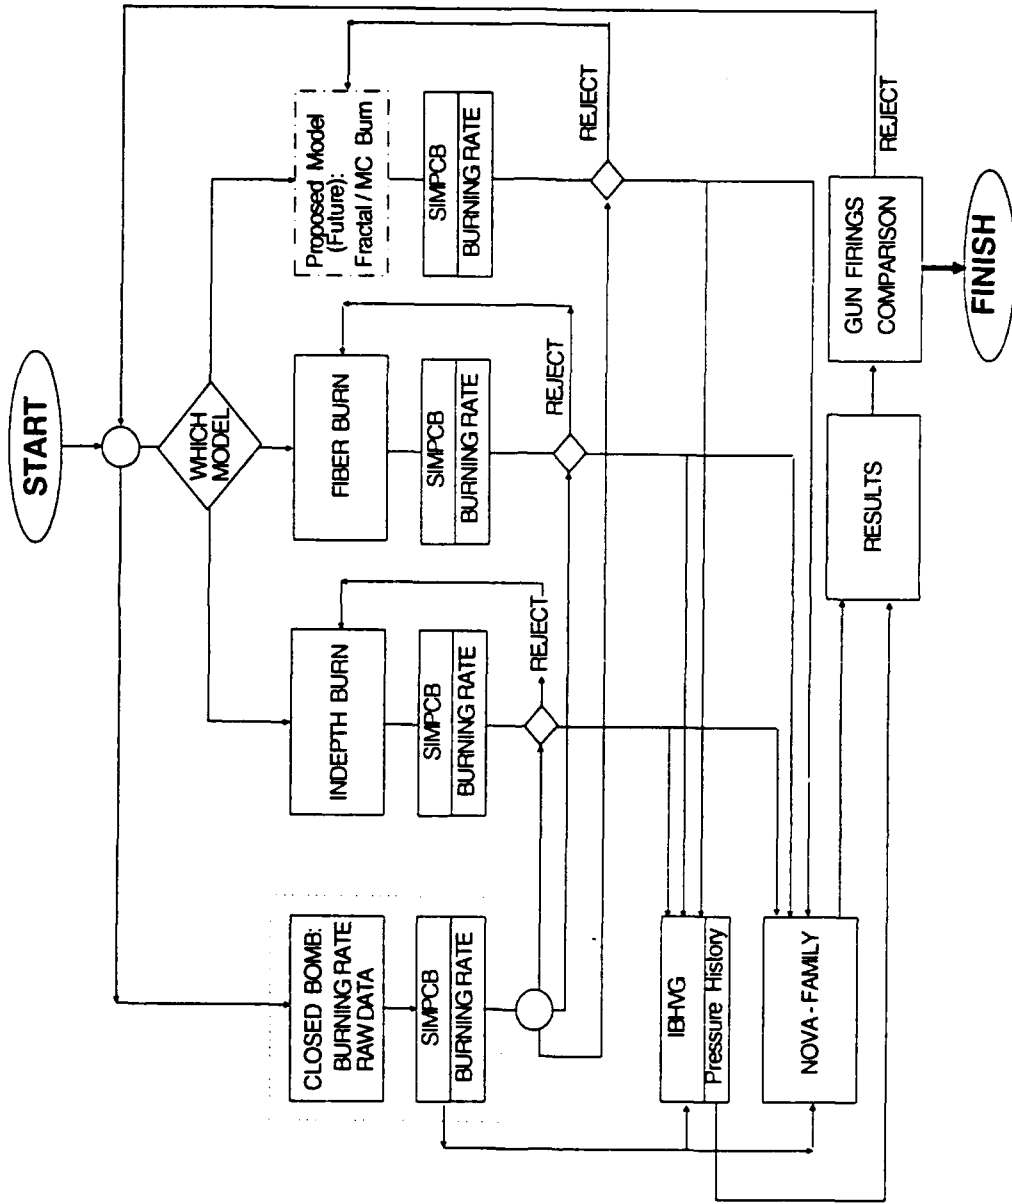 START
WHICH
MODEL
CLOSED BOMB:
BURNING RATE
RAW DATA
SIMPCB
BURNING RATE
INDEPTH BURN
SIMPCB
BURNING RATE
REJECT
FIBER BURN
SIMPCB
BURNING RATE
REJECT
Proposed Model
(Future):
Fractal / MC Burn
SIMPCB
BURNING RATE
REJECT
IBHVG
Pressure History
NOVA - FAMILY
RESULTS
GUN FIRINGS
COMPARISON
REJECT
FINISH